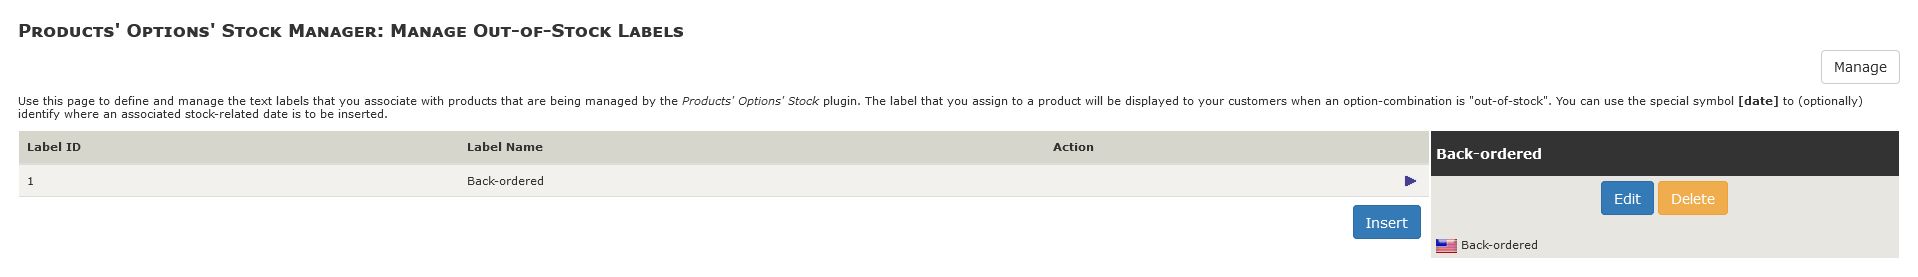 Products' Options' Stock Manager: Manage Out-of-Stock Labels
Manage
Use this page to define and manage the text labels that you associate with products that are being managed by the Products' Options' Stock plugin. The label that you assign to a product will be displayed to your customers when an option-combination is "out-of-stock". You can use the special symbol [date] to (optionally)
identify where an associated stock-related date is to be inserted.
Label ID Label Name Action
1 Back-ordered
Insert
Back-ordered
Edit Delete
Back-ordered